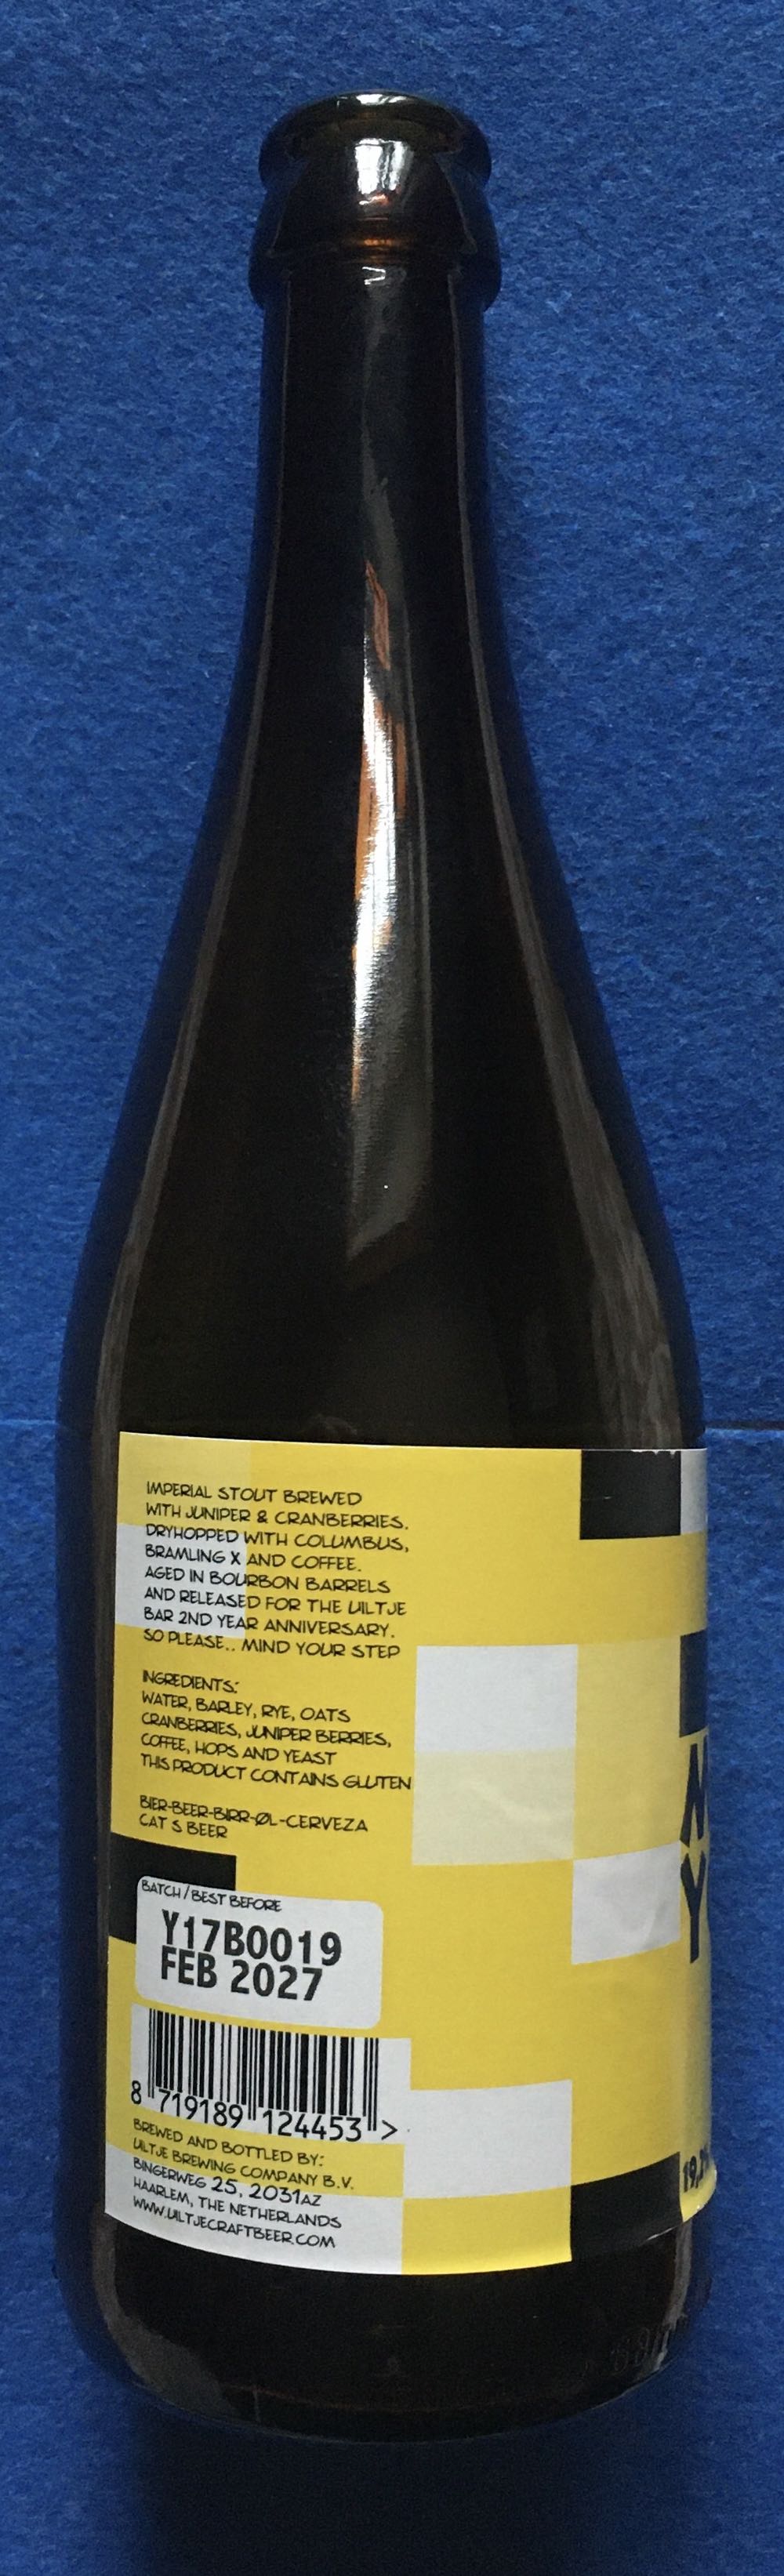 IMPERIAL STOUT BREWED
WITH JUNIPER & CRANBERRIES.
DRYHOPPED WITH COLUMBUS,
BRAMLING X AND COFFEE.
AGED IN BOURBON BARRELS
AND RELEASED FOR THE UILTJE
BAR 2ND YEAR ANNIVERSARY.
SO PLEASE.. MIND YOUR STEP
INGREDIENTS:
WATER, BARLEY, RYE, OATS
CRANBERRIES, JUNIPER BERRIES,
COFFEE, HOPS AND YEAST
THIS PRODUCT CONTAINS GLUTEN
BIER-BEER-BIRR-ØL-CERVEZA
CAT S BEER
BATCH / BEST BEFORE
Y17B0019
FEB 2027
8 719189 124453 >
BREWED AND BOTTLED BY:
UILTJE BREWING COMPANY B.V.
BINGERWEG 25, 2031AZ
HAARLEM, THE NETHERLANDS
WWW.UILTJECRAFTBEER.COM